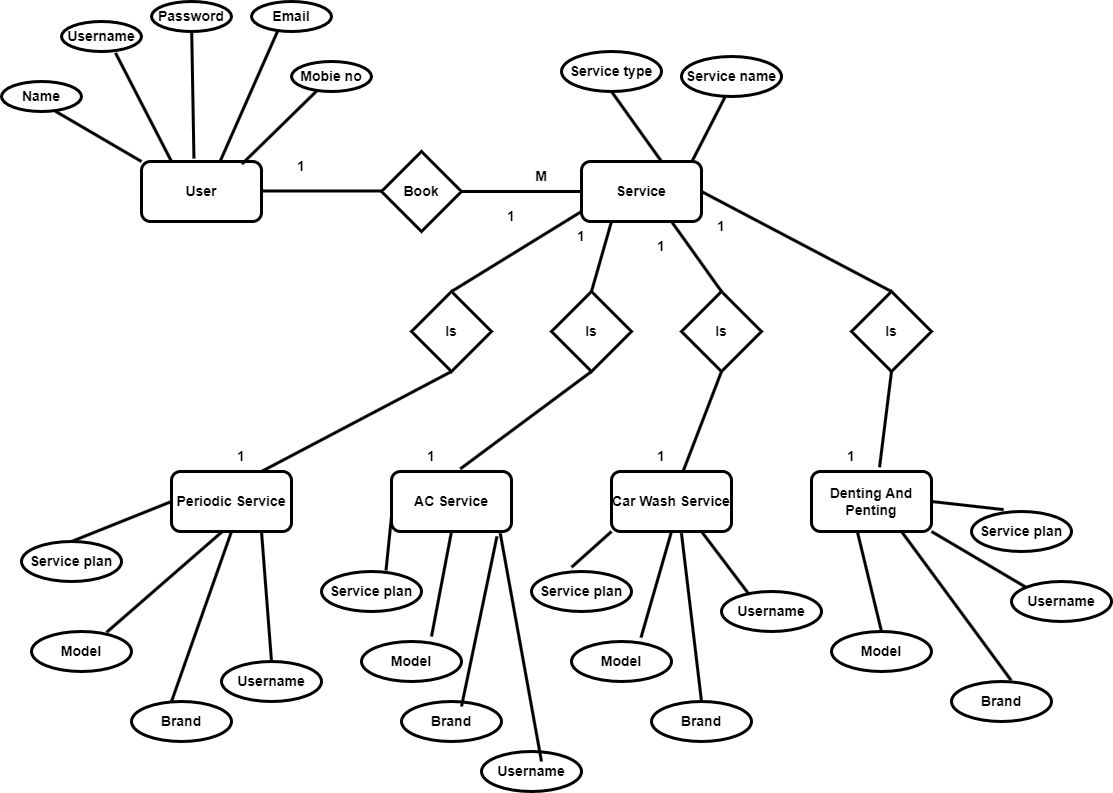 Password
Email
Username
Mobie no
Name
Service type
Service name
1
M
User
Book
Service
1
1
1
1
Is
Is
Is
Is
1
1
1
1
Periodic Service
AC Service
Car Wash Service
Denting And
Penting
Service plan
Service plan
Service plan
Service plan
Username
Username
Model
Model
Model
Model
Username
Brand
Brand
Brand
Brand
Username